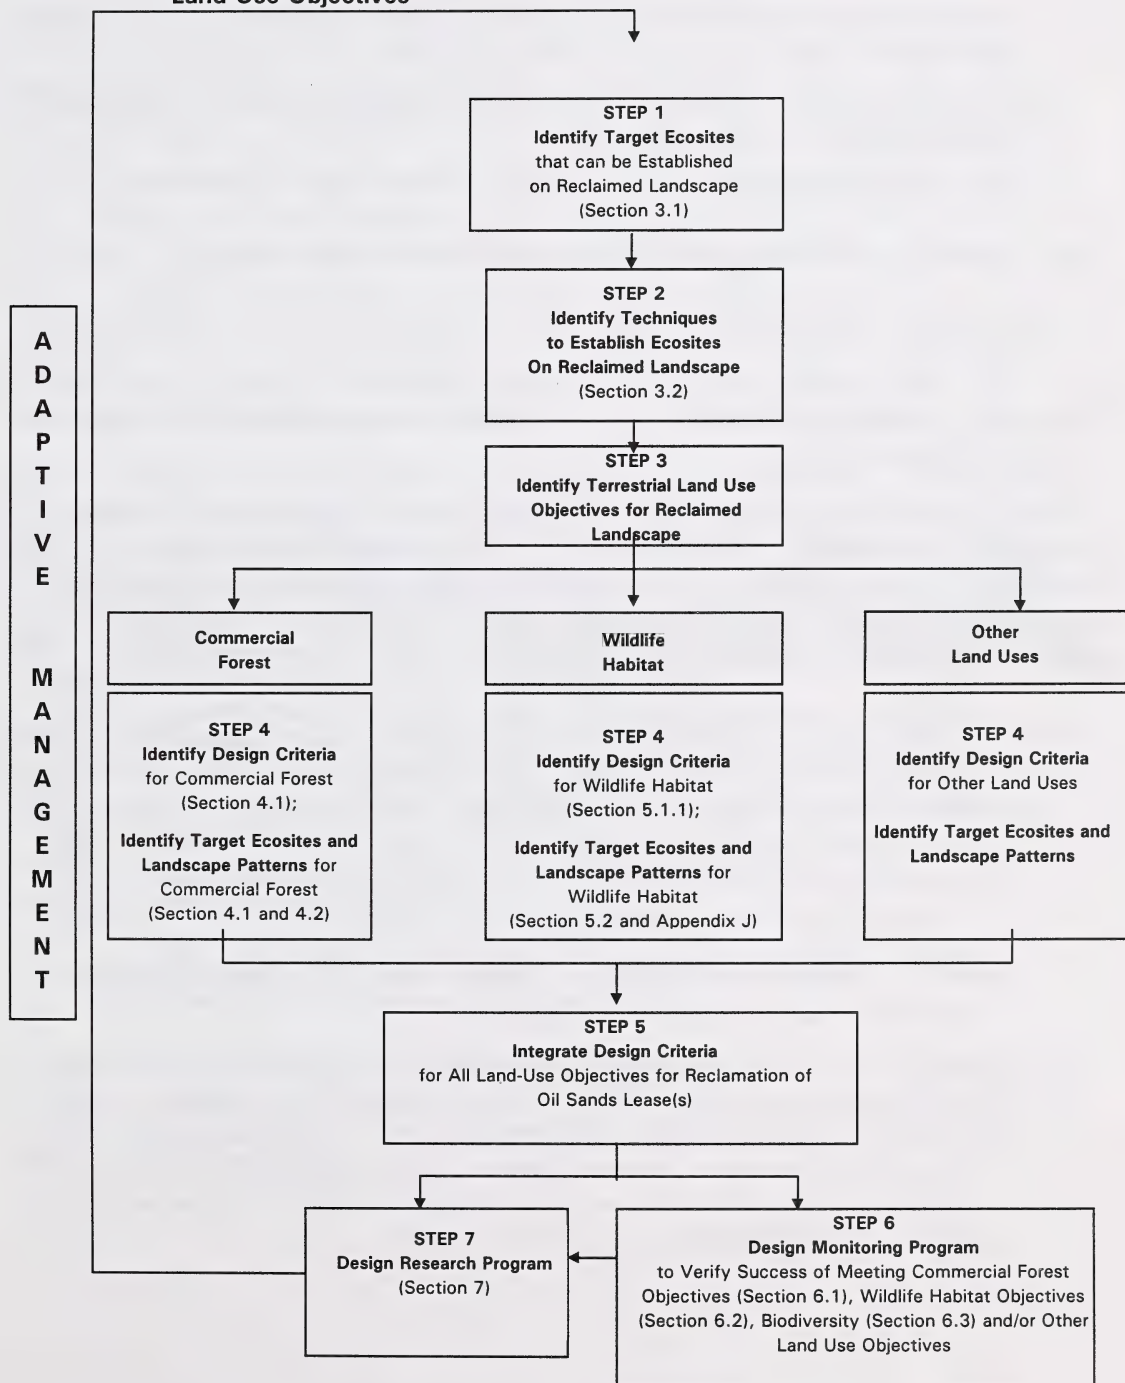 Land Use Objectives
STEP 1
Identify Target Ecosites
that can be Established
on Reclaimed Landscape
(Section 3.1)
STEP 2
Identify Techniques
to Establish Ecosites
On Reclaimed Landscape
(Section 3.2)
STEP 3
Identify Terrestrial Land Use
Objectives for Reclaimed
Landscape
A
D
A
P
T
I
V
E
M
A
N
A
G
E
M
E
N
T
Commercial
Forest
Wildlife
Habitat
Other
Land Uses
STEP 4
Identify Design Criteria
for Commercial Forest
(Section 4.1);
Identify Target Ecosites and
Landscape Patterns for
Commercial Forest
(Section 4.1 and 4.2)
STEP 4
Identify Design Criteria
for Wildlife Habitat
(Section 5.1.1);
Identify Target Ecosites and
Landscape Patterns for
Wildlife Habitat
(Section 5.2 and Appendix J)
STEP 4
Identify Design Criteria
for Other Land Uses
Identify Target Ecosites and
Landscape Patterns
STEP 5
Integrate Design Criteria
for All Land-Use Objectives for Reclamation of
Oil Sands Lease(s)
STEP 7
Design Research Program
(Section 7)
STEP 6
Design Monitoring Program
to Verify Success of Meeting Commercial Forest
Objectives (Section 6.1), Wildlife Habitat Objectives
(Section 6.2), Biodiversity (Section 6.3) and/or Other
Land Use Objectives